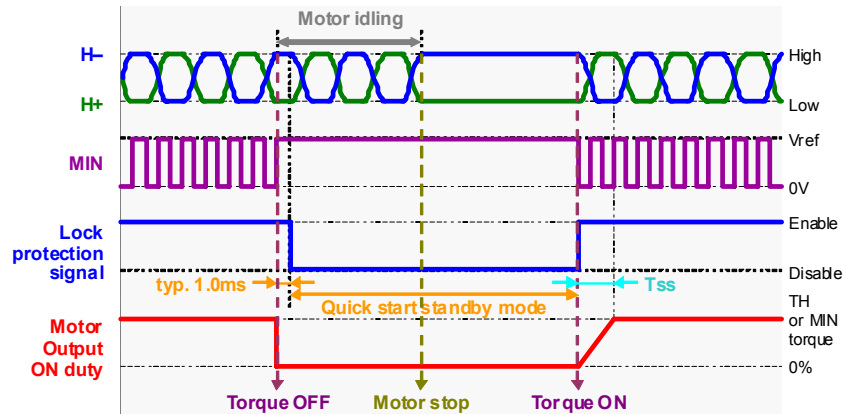 Motor idling
H–
High
H+
Low
Vref
MIN
0V
Enable
Lock
protection
signal
Disable
typ. 1.0ms
Tss
Quick start standby mode
TH
or MIN
torque
Motor
Output
ON duty
0%
Torque OFF
Motor stop
Torque ON